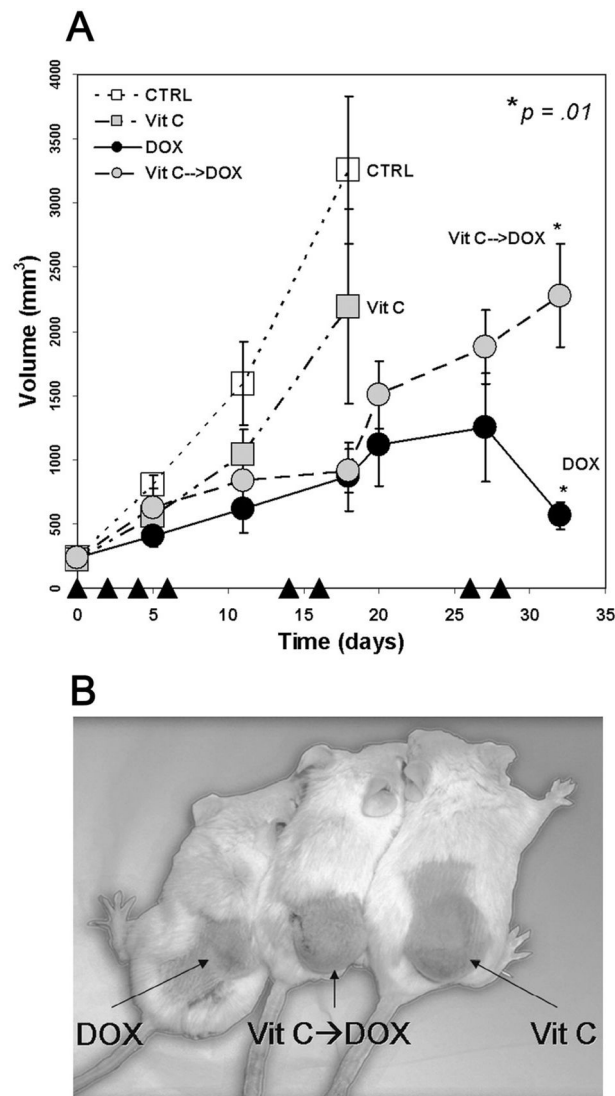 A
4000
3500
3000
2500
2000
1500
1000
500
0
Volume (mm³)
CTRL
Vit C
DOX
Vit C-->DOX
* p = .01
CTRL
Vit C
Vit C-->DOX
*
DOX
*
0 5 10 15 20 25 30 35
Time (days)
B
DOX
Vit C→DOX
Vit C